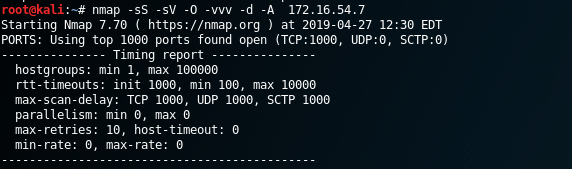 root@kali:~# nmap -sS -sV -O -vvv -d -A  172.16.54.7
Starting Nmap 7.70 ( https://nmap.org ) at 2019-04-27 12:30 EDT
PORTS: Using top 1000 ports found open (TCP:1000, UDP:0, SCTP:0)
--------------- Timing report ---------------
  hostgroups: min 1, max 100000
  rtt-timeouts: init 1000, min 100, max 10000
  max-scan-delay: TCP 1000, UDP 1000, SCTP 1000
  parallelism: min 0, max 0
  max-retries: 10, host-timeout: 0
  min-rate: 0, max-rate: 0
---------------------------------------------